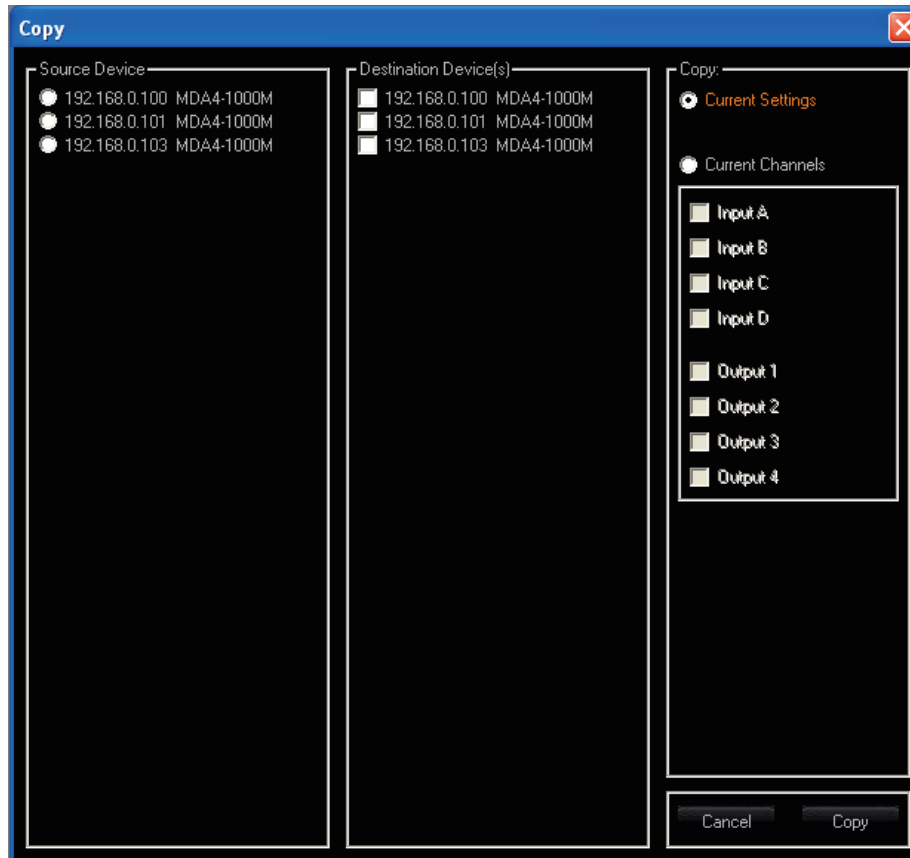 Copy
Source Device
192.168.0.100 MDA4-1000M
192.168.0.101 MDA4-1000M
192.168.0.103 MDA4-1000M
Destination Device(s)
192.168.0.100 MDA4-1000M
192.168.0.101 MDA4-1000M
192.168.0.103 MDA4-1000M
Copy:
Current Settings
Current Channels
Input A
Input B
Input C
Input D
Output 1
Output 2
Output 3
Output 4
Cancel
Copy